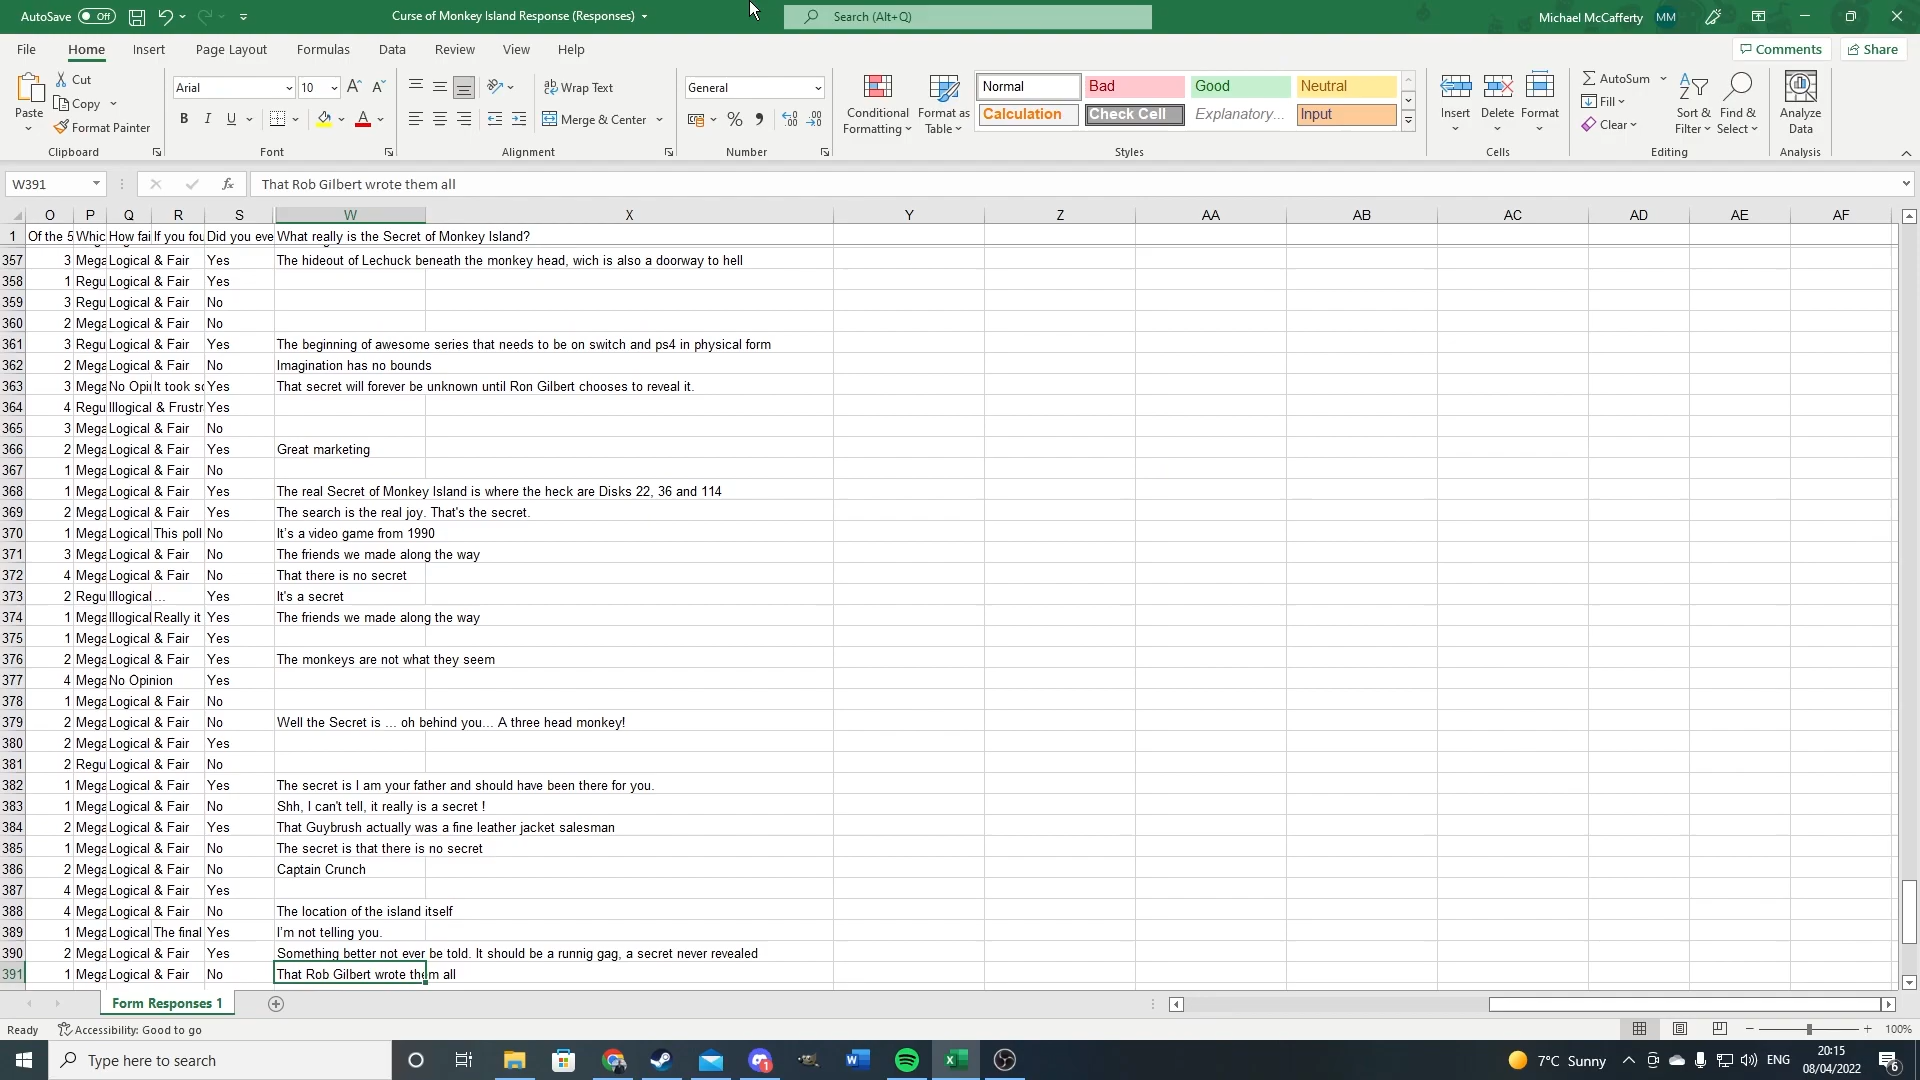 AutoSave Off Curse of Monkey Island Response (Responses) Search (Alt+Q) Michael McCafferty MM
File Home Insert Page Layout Formulas Data Review View Help Comments Share
Paste Cut Copy Format Painter Clipboard
Arial 10 B I U A Font
Wrap Text Merge & Center Alignment
General % Number
Conditional Formatting Format as Table
Normal Bad Good Neutral
Calculation Check Cell Explanatory... Input
Styles
Insert Delete Format Cells
AutoSum Fill Clear Sort & Filter Find & Select Editing
Analyze Data Analysis
W391 fx That Rob Gilbert wrote them all
O P Q R S W X Y Z AA AB AC AD AE AF
1 Of the 5 Whic How fai If you fou Did you eve What really is the Secret of Monkey Island?
357 3 Mega Logical & Fair Yes The hideout of Lechuck beneath the monkey head, wich is also a doorway to hell
358 1 Regu Logical & Fair Yes
359 3 Regu Logical & Fair No
360 2 Mega Logical & Fair No
361 3 Regu Logical & Fair Yes The beginning of awesome series that needs to be on switch and ps4 in physical form
362 2 Mega Logical & Fair No Imagination has no bounds
363 3 Mega No Opin It took so Yes That secret will forever be unknown until Ron Gilbert chooses to reveal it.
364 4 Regu Illogical & Frustr Yes
365 3 Mega Logical & Fair No
366 2 Mega Logical & Fair Yes Great marketing
367 1 Mega Logical & Fair No
368 1 Mega Logical & Fair Yes The real Secret of Monkey Island is where the heck are Disks 22, 36 and 114
369 2 Mega Logical & Fair Yes The search is the real joy. That's the secret.
370 1 Mega Logical This poll No It's a video game from 1990
371 3 Mega Logical & Fair No The friends we made along the way
372 4 Mega Logical & Fair No That there is no secret
373 2 Regu Illogical ... Yes It's a secret
374 1 Mega Illogical Really it Yes The friends we made along the way
375 1 Mega Logical & Fair Yes
376 2 Mega Logical & Fair Yes The monkeys are not what they seem
377 4 Mega No Opinion Yes
378 1 Mega Logical & Fair No
379 2 Mega Logical & Fair No Well the Secret is ... oh behind you... A three head monkey!
380 2 Mega Logical & Fair Yes
381 2 Regu Logical & Fair No
382 1 Mega Logical & Fair Yes The secret is I am your father and should have been there for you.
383 1 Mega Logical & Fair No Shh, I can't tell, it really is a secret !
384 2 Mega Logical & Fair Yes That Guybrush actually was a fine leather jacket salesman
385 1 Mega Logical & Fair No The secret is that there is no secret
386 2 Mega Logical & Fair No Captain Crunch
387 4 Mega Logical & Fair Yes
388 4 Mega Logical & Fair No The location of the island itself
389 1 Mega Logical The final Yes I'm not telling you.
390 2 Mega Logical & Fair Yes Something better not ever be told. It should be a runnig gag, a secret never revealed
391 1 Mega Logical & Fair No That Rob Gilbert wrote them all
Form Responses 1
Ready Accessibility: Good to go 100%
Type here to search 7°C Sunny ENG 20:15
08/04/2022 6